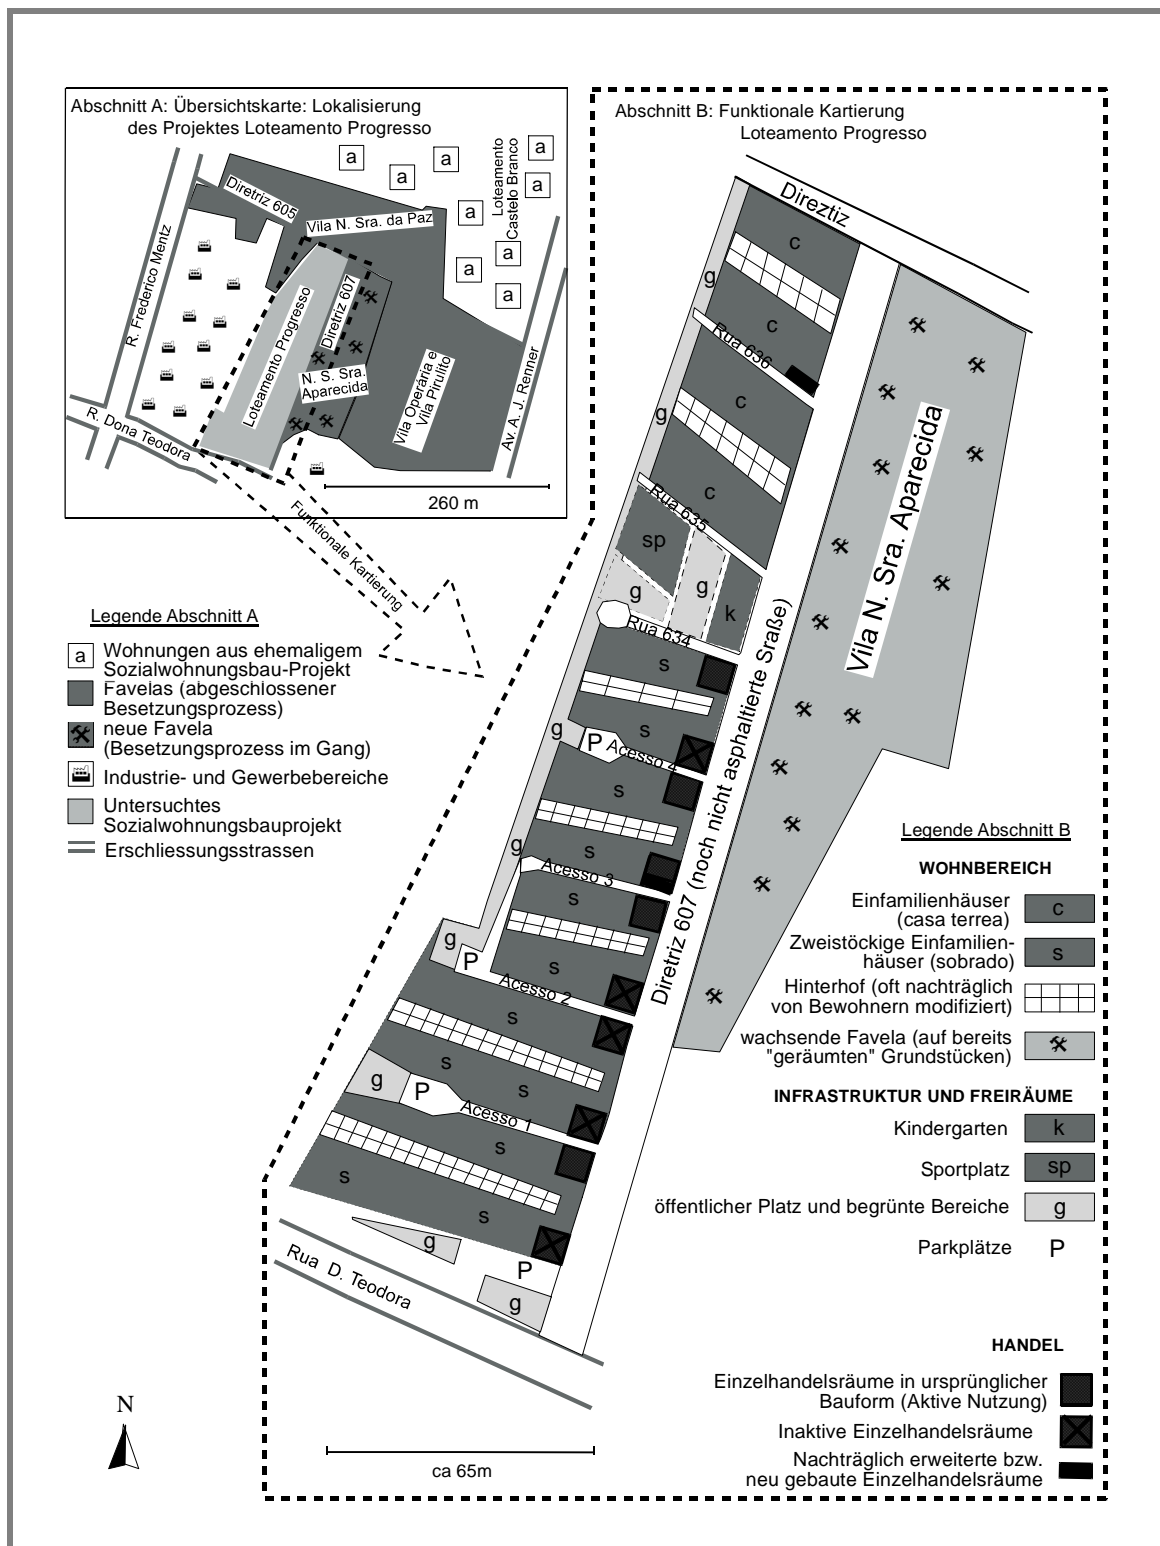 Abschnitt A: Übersichtskarte: Lokalisierung
des Projektes Loteamento Progresso
a
a
a
a
a
a
a
a
a
Loteamento
Castelo Branco
Diretriz 605
Vila N. Sra. da Paz
R. Frederico Mentz
Loteamento Progresso
Diretriz 607
N. S. Sra.
Aparecida
Vila Operária e
Vila Pirulito
Av. A. J. Renner
R. Dona Teodora
260 m
Funktionale Kartierung
Legende Abschnitt A
a
Wohnungen aus ehemaligem
Sozialwohnungsbau-Projekt
Favelas (abgeschlossener
Besetzungsprozess)
neue Favela
(Besetzungsprozess im Gang)
Industrie- und Gewerbebereiche
Untersuchtes
Sozialwohnungsbauprojekt
Erschliessungsstrassen
Abschnitt B: Funktionale Kartierung
Loteamento Progresso
Direztiz
c
g
c
Rua 636
c
g
c
Rua 635
sp
g
g
k
Rua 634
s
s
g
P
Acesso 4
s
g
s
Acesso 3
s
g
P
s
Acesso 2
s
s
g
P
s
Acesso 1
s
s
s
g
P
g
Rua D. Teodora
Diretriz 607 (noch nicht asphaltierte Sraße)
Vila N. Sra. Aparecida
Legende Abschnitt B
WOHNBEREICH
Einfamilienhäuser
(casa terrea)
c
Zweistöckige Einfamilien-
häuser (sobrado)
s
Hinterhof (oft nachträglich
von Bewohnern modifiziert)
wachsende Favela (auf bereits
"geräumten" Grundstücken)
INFRASTRUKTUR UND FREIRÄUME
Kindergarten
k
Sportplatz
sp
öffentlicher Platz und begrünte Bereiche
g
Parkplätze
P
HANDEL
Einzelhandelsräume in ursprünglicher
Bauform (Aktive Nutzung)
Inaktive Einzelhandelsräume
Nachträglich erweiterte bzw.
neu gebaute Einzelhandelsräume
N
ca 65m